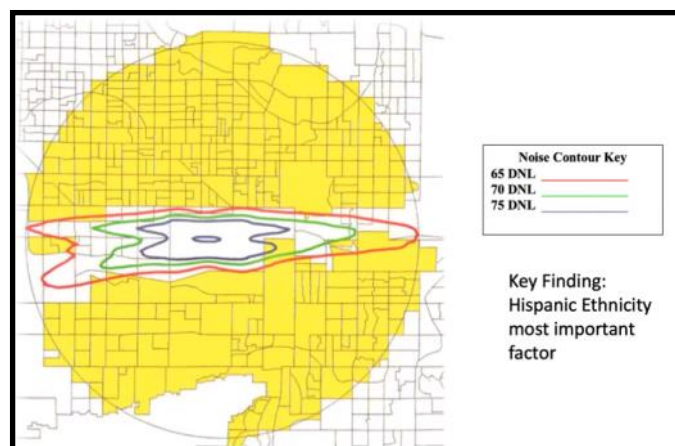 Noise Contour Key
65 DNL
70 DNL
75 DNL
Key Finding:
Hispanic Ethnicity
most important
factor